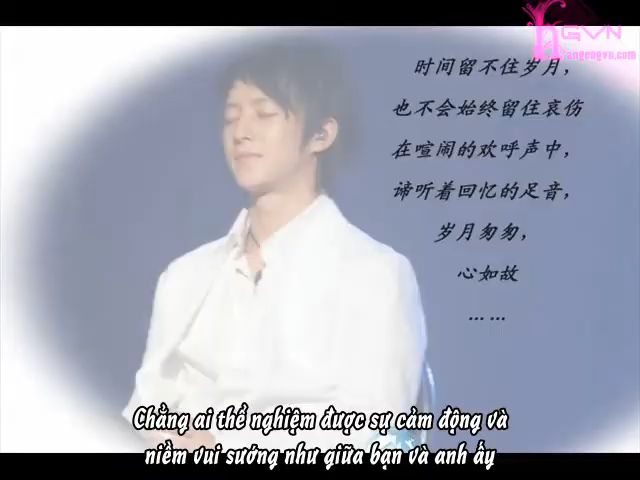 HGVN
Hangengvn.com
时间留不住岁月，
也不会始终留住哀伤
在喧闹的欢呼声中，
谛听着回忆的足音，
岁月匆匆，
心如故
……
Chẳng ai thể nghiệm được sự cảm động và
niềm vui sướng như giữa bạn và anh ấy